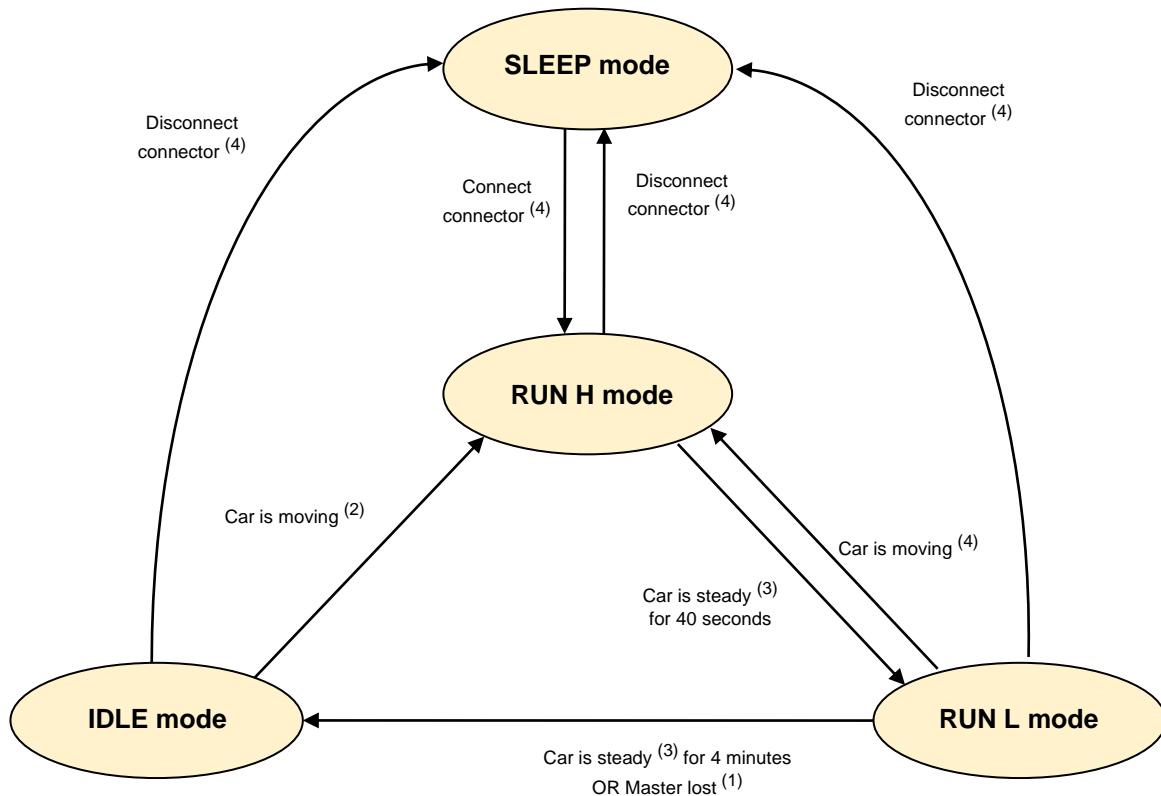 SLEEP mode
Disconnect
connector (4)
Disconnect
connector (4)
Connect
connector (4)
Disconnect
connector (4)
RUN H mode
Car is moving (2)
Car is moving (4)
Car is steady (3)
for 40 seconds
IDLE mode
RUN L mode
Car is steady (3) for 4 minutes
OR Master lost (1)